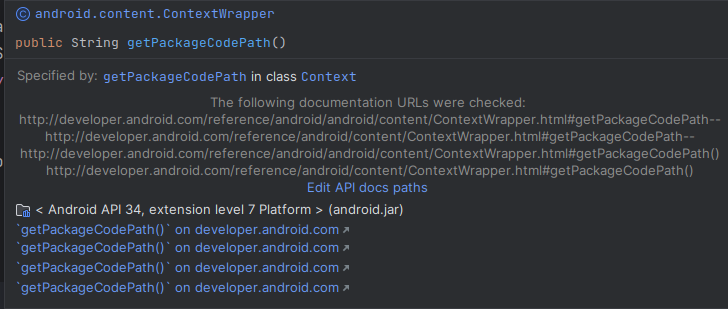 android.content.ContextWrapper
public String getPackageCodePath()
Specified by: getPackageCodePath in class Context
The following documentation URLs were checked:
http://developer.android.com/reference/android/android/content/ContextWrapper.html#getPackageCodePath--
http://developer.android.com/reference/android/content/ContextWrapper.html#getPackageCodePath--
http://developer.android.com/reference/android/android/content/ContextWrapper.html#getPackageCodePath()
http://developer.android.com/reference/android/content/ContextWrapper.html#getPackageCodePath()
Edit API docs paths
< Android API 34, extension level 7 Platform > (android.jar)
`getPackageCodePath()` on developer.android.com
`getPackageCodePath()` on developer.android.com
`getPackageCodePath()` on developer.android.com
`getPackageCodePath()` on developer.android.com